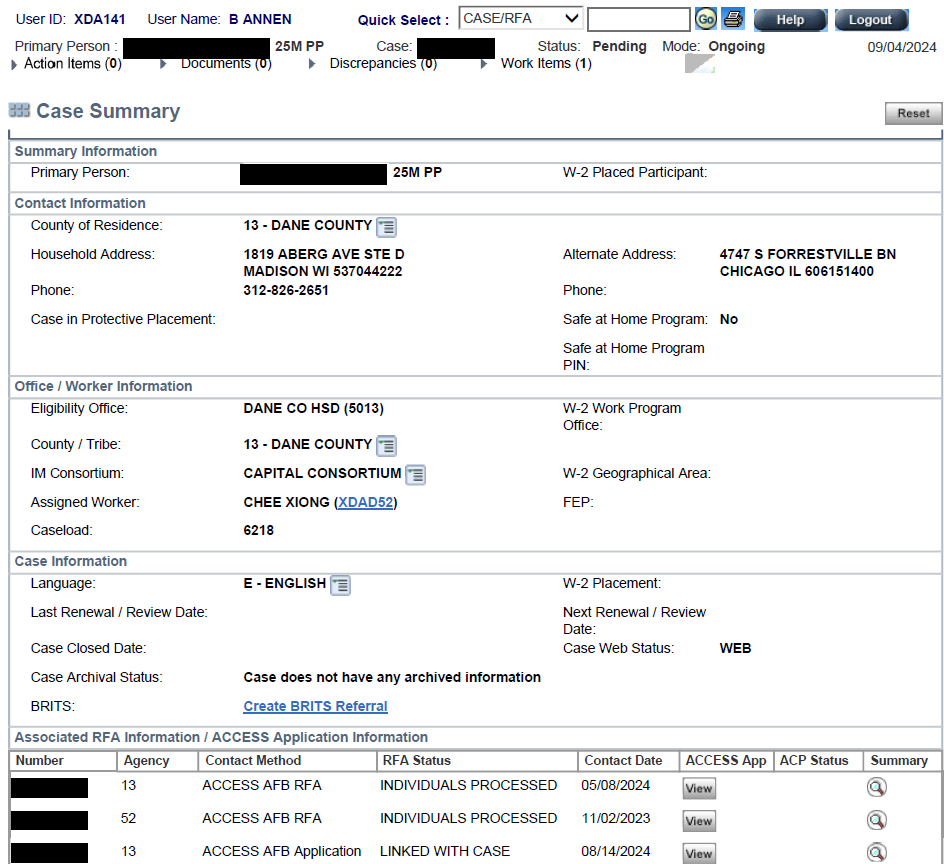 User ID: XDA141 User Name: B ANNEN Quick Select : CASE/RFA Go Help Logout
Primary Person : 25M PP Case: Status: Pending Mode: Ongoing 09/04/2024
Action Items (0) Documents (0) Discrepancies (0) Work Items (1)
Case Summary Reset
Summary Information
Primary Person: 25M PP W-2 Placed Participant:
Contact Information
County of Residence: 13 - DANE COUNTY
Household Address: 1819 ABERG AVE STE D Alternate Address: 4747 S FORRESTVILLE BN
MADISON WI 537044222 CHICAGO IL 606151400
Phone: 312-826-2651 Phone:
Case in Protective Placement: Safe at Home Program: No
Safe at Home Program
PIN:
Office / Worker Information
Eligibility Office: DANE CO HSD (5013) W-2 Work Program
Office:
County / Tribe: 13 - DANE COUNTY
IM Consortium: CAPITAL CONSORTIUM W-2 Geographical Area:
Assigned Worker: CHEE XIONG (XDAD52) FEP:
Caseload: 6218
Case Information
Language: E - ENGLISH W-2 Placement:
Last Renewal / Review Date: Next Renewal / Review
Date:
Case Closed Date: Case Web Status: WEB
Case Archival Status: Case does not have any archived information
BRITS: Create BRITS Referral
Associated RFA Information / ACCESS Application Information
Number Agency Contact Method RFA Status Contact Date ACCESS App ACP Status Summary
13 ACCESS AFB RFA INDIVIDUALS PROCESSED 05/08/2024 View
52 ACCESS AFB RFA INDIVIDUALS PROCESSED 11/02/2023 View
13 ACCESS AFB Application LINKED WITH CASE 08/14/2024 View